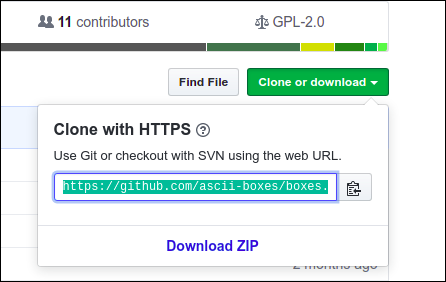 11 contributors
GPL-2.0
Find File
Clone or download
Clone with HTTPS
Use Git or checkout with SVN using the web URL.
https://github.com/ascii-boxes/boxes.
Download ZIP
2 months ago